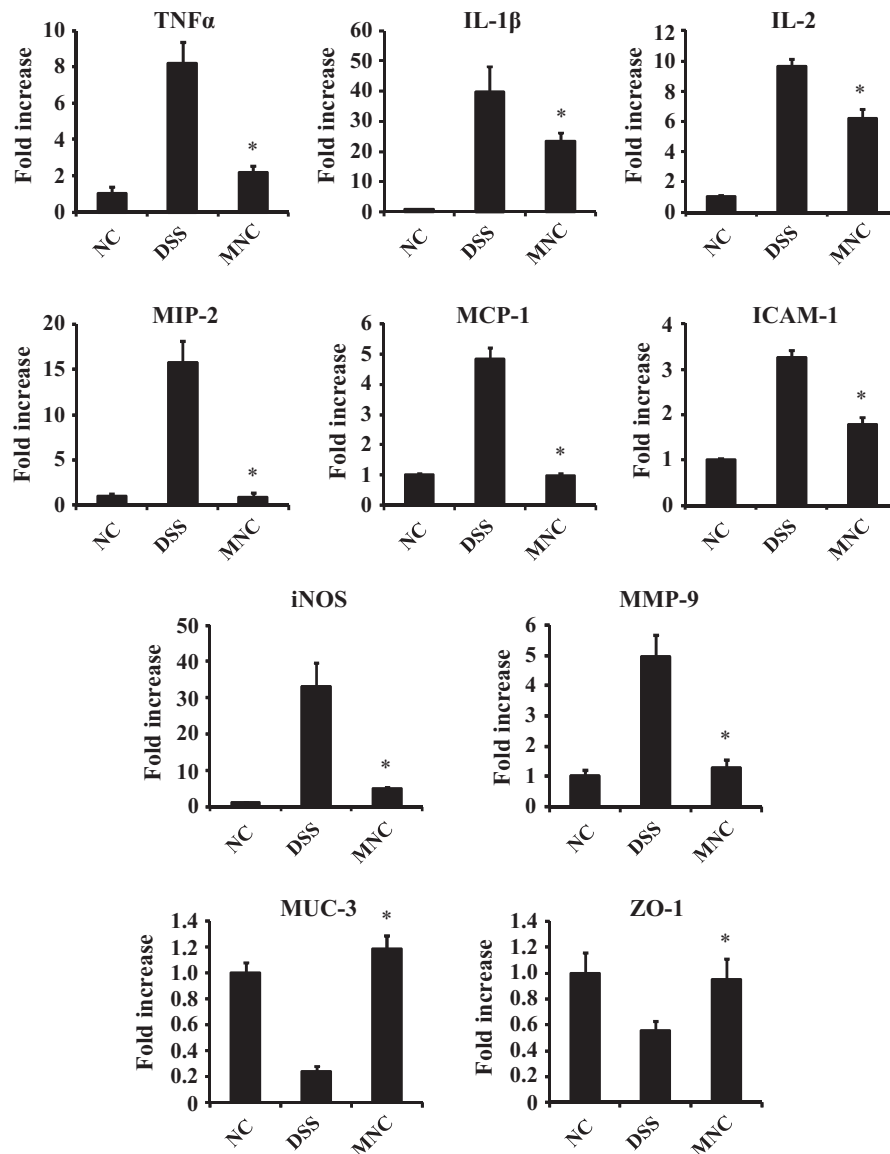 TNFα
Fold increase
10
8
6
4
2
0
NC
DSS
*
MNC
IL-1β
Fold increase
60
50
40
30
20
10
0
NC
DSS
*
MNC
IL-2
Fold increase
12
10
8
6
4
2
0
NC
DSS
*
MNC
MIP-2
Fold increase
20
15
10
5
0
NC
DSS
*
MNC
MCP-1
Fold increase
6
5
4
3
2
1
0
NC
DSS
*
MNC
ICAM-1
Fold increase
4
3
2
1
0
NC
DSS
*
MNC
iNOS
Fold increase
50
40
30
20
10
0
NC
DSS
*
MNC
MMP-9
Fold increase
6
5
4
3
2
1
0
NC
DSS
*
MNC
MUC-3
Fold increase
1.4
1.2
1.0
0.8
0.6
0.4
0.2
0
NC
DSS
*
MNC
ZO-1
Fold increase
1.4
1.2
1.0
0.8
0.6
0.4
0.2
0
NC
DSS
*
MNC